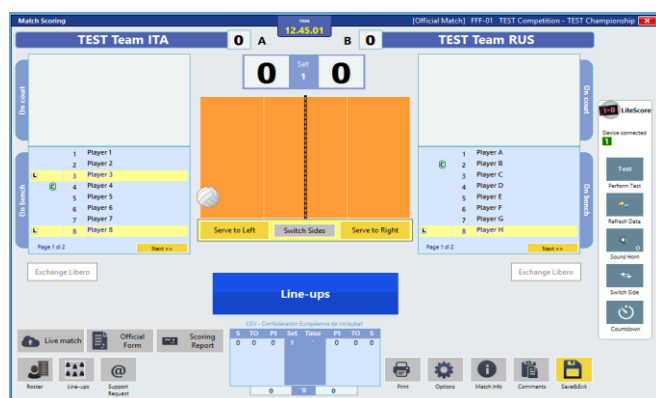 Match Scoring
TIME
12.45.01
[Official Match] FFF-01 TEST Competition - TEST Championship
TEST Team ITA
0 A
B 0
TEST Team RUS
0
Set
1
0
On court
On court
On bench
1 Player 1
2 Player 2
L 3 Player 3
C 4 Player 4
5 Player 5
6 Player 6
7 Player 7
L 8 Player 8
Page 1 di 2
Next >>
Serve to Left
Switch Sides
Serve to Right
1 Player A
C 2 Player B
3 Player C
4 Player D
5 Player E
6 Player F
7 Player G
L 8 Player H
Page 1 di 2
Next >>
On bench
Exchange Libero
Exchange Libero
Line-ups
LiteScore
Device connected
1
Test
Perform Test
Refresh Data
Sound Horn
Switch Side
Countdown
Live match
Official Form
Scoring Report
CEV - Confédération Européenne de Volleyball
S TO Pt Set Time Pt TO S
0 0 0 1 ' 0 0 0
0 '0 0
Roster
Line-ups
Support Request
Print
Options
Match Info
Comments
Save&Exit